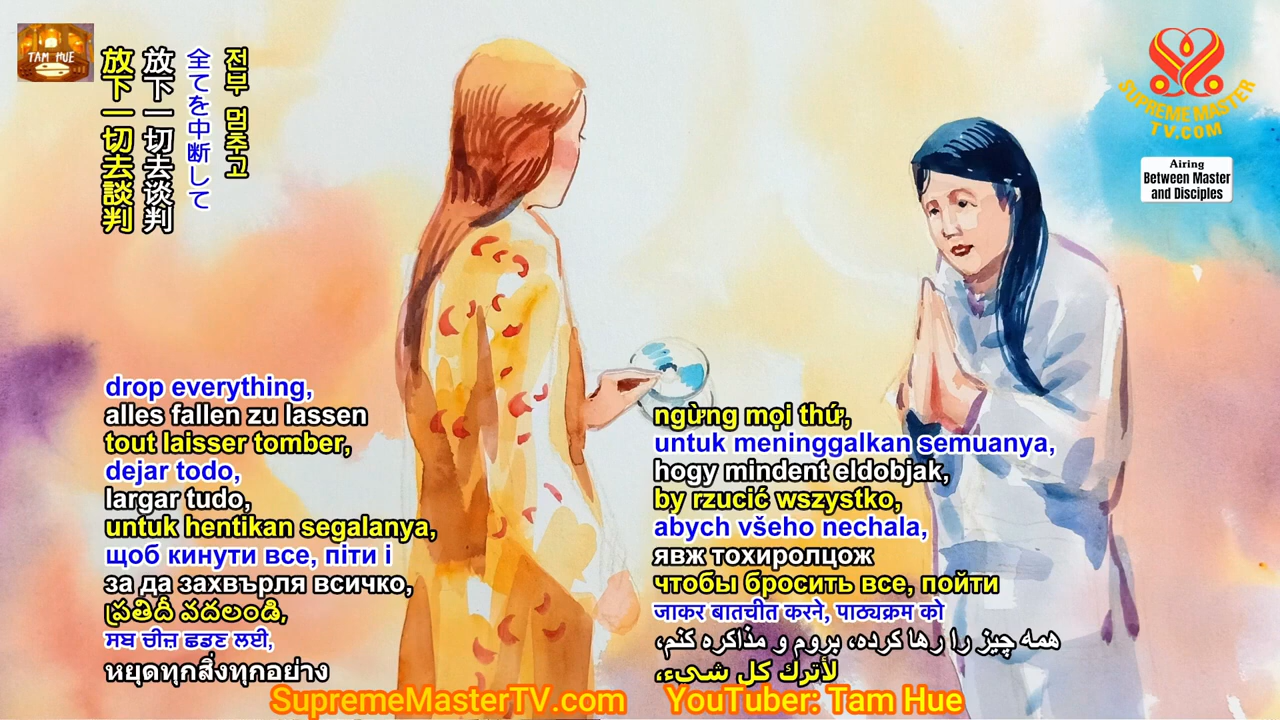 TAM HUE
放下一切去談判
放下一切去谈判
全てを中断して
전부 멈추고
SUPREME MASTER
TV.COM
Airing
Between Master
and Disciples
drop everything,
alles fallen zu lassen
tout laisser tomber,
dejar todo,
largar tudo,
untuk hentikan segalanya,
щоб кинути все, піти і
за да захвърля всичко,
ప్రతిదీ వదలండి,
ਸਬ ਚੀਜ਼ ਛਡਣ ਲਈ,
หยุดทุกสิ่งทุกอย่าง
ngừng mọi thứ,
untuk meninggalkan semuanya,
hogy mindent eldobjak,
by rzucić wszystko,
abych všeho nechala,
явж тохиролцож
чтобы бросить все, пойти
जाकर बातचीत करने, पाठ्यक्रम को
همه چیز را رها کرده، بروم و مذاکره کنم،
لأترك كل شيء،
SupremeMasterTV.com YouTuber: Tam Hue